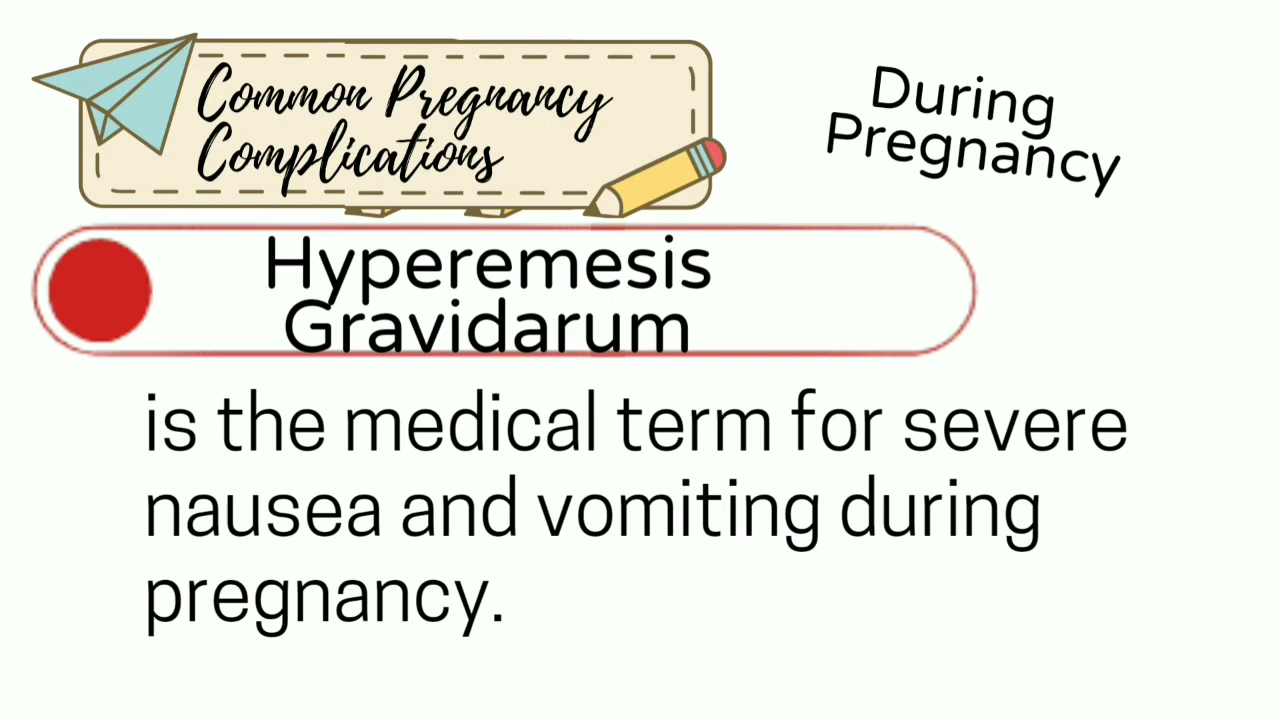 Common Pregnancy
Complications
During
Pregnancy
Hyperemesis
Gravidarum
is the medical term for severe
nausea and vomiting during
pregnancy.